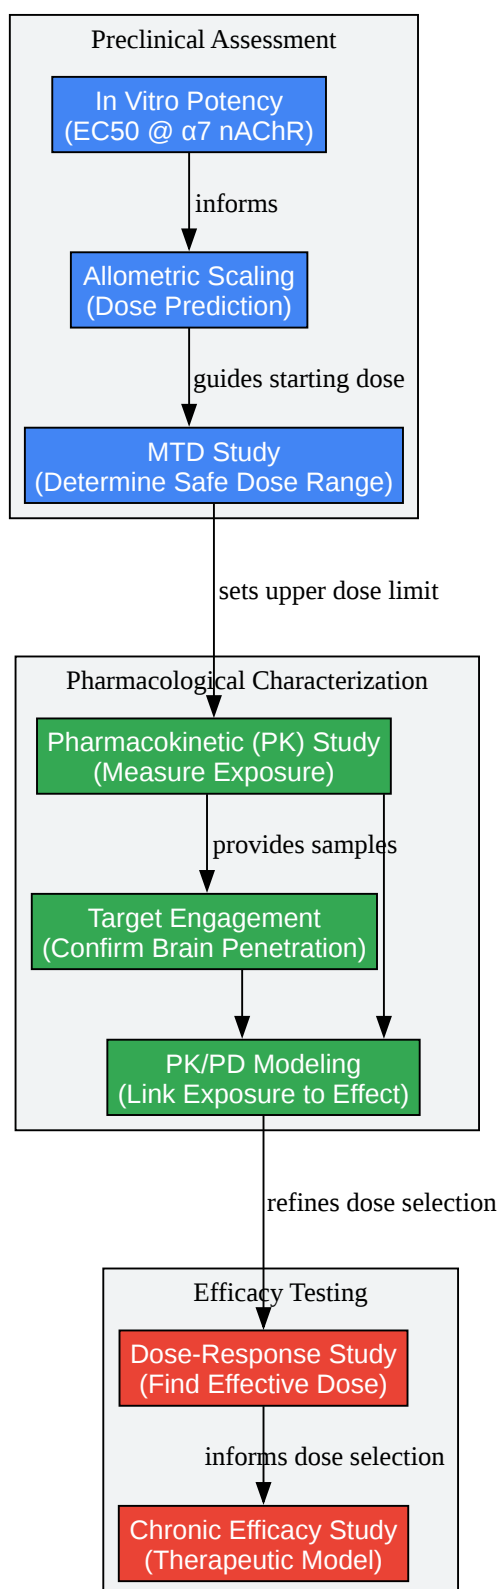 Preclinical Assessment
In Vitro Potency
(EC50 @ α7 nAChR)
informs
Allometric Scaling
(Dose Prediction)
guides starting dose
MTD Study
(Determine Safe Dose Range)
sets upper dose limit
Pharmacological Characterization
Pharmacokinetic (PK) Study
(Measure Exposure)
provides samples
Target Engagement
(Confirm Brain Penetration)
PK/PD Modeling
(Link Exposure to Effect)
refines dose selection
Efficacy Testing
Dose-Response Study
(Find Effective Dose)
informs dose selection
Chronic Efficacy Study
(Therapeutic Model)